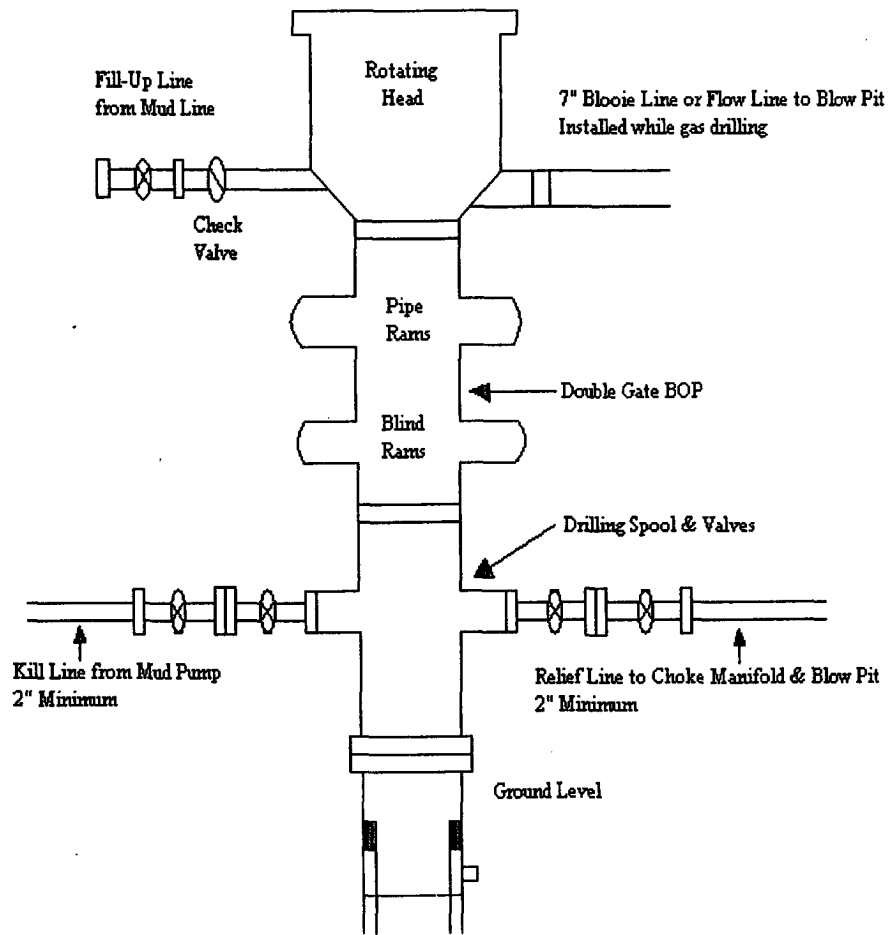 Rotating
Head
Fill-Up Line
from Mud Line
7" Blooie Line or Flow Line to Blow Pit
Installed while gas drilling
Check
Valve
Pipe
Rams
Double Gate BOP
Blind
Rams
Drilling Spool & Valves
Kill Line from Mud Pump
2" Minimum
Relief Line to Choke Manifold & Blow Pit
2" Minimum
Ground Level